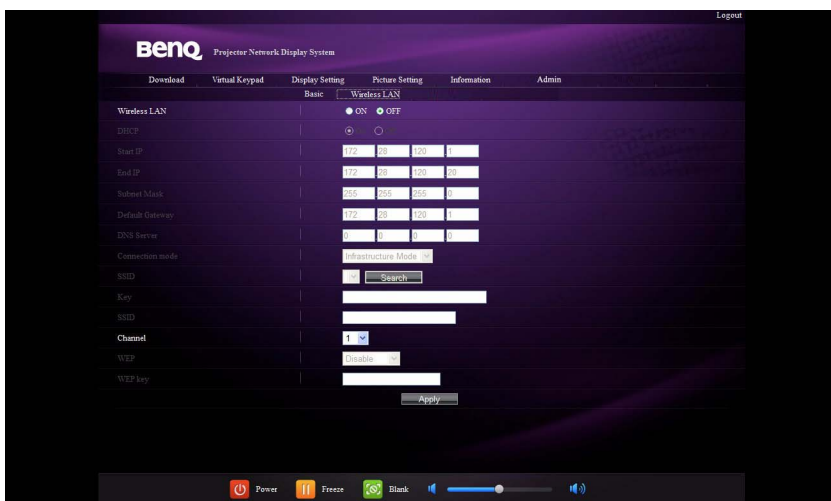 Logout
BenQ Projector Network Display System
Download Virtual Keypad Display Setting Picture Setting Information Admin
Basic Wireless LAN
Wireless LAN ON OFF
DHCP
Start IP 172 .28 .120 .1
End IP 172 .28 .120 .20
Subnet Mask 255 .255 .255 .0
Default Gateway 172 .28 .120 .1
DNS Server 0 .0 .0 .0
Connection mode Infrastructure Mode
SSID Search
Key
SSID
Channel 1
WEP Disable
WEP key
Apply
Power Freeze Blank